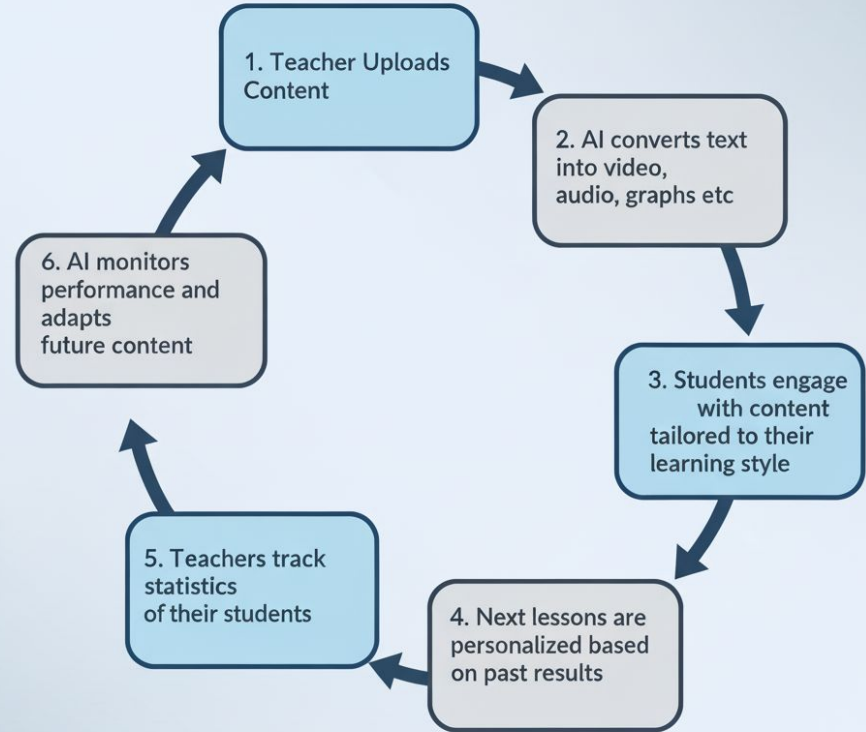 1. Teacher Uploads
Content
2. AI converts text
into video,
audio, graphs etc
3. Students engage
with content
tailored to their
learning style
4. Next lessons are
personalized based
on past results
5. Teachers track
statistics
of their students
6. AI monitors
performance and
adapts
future content